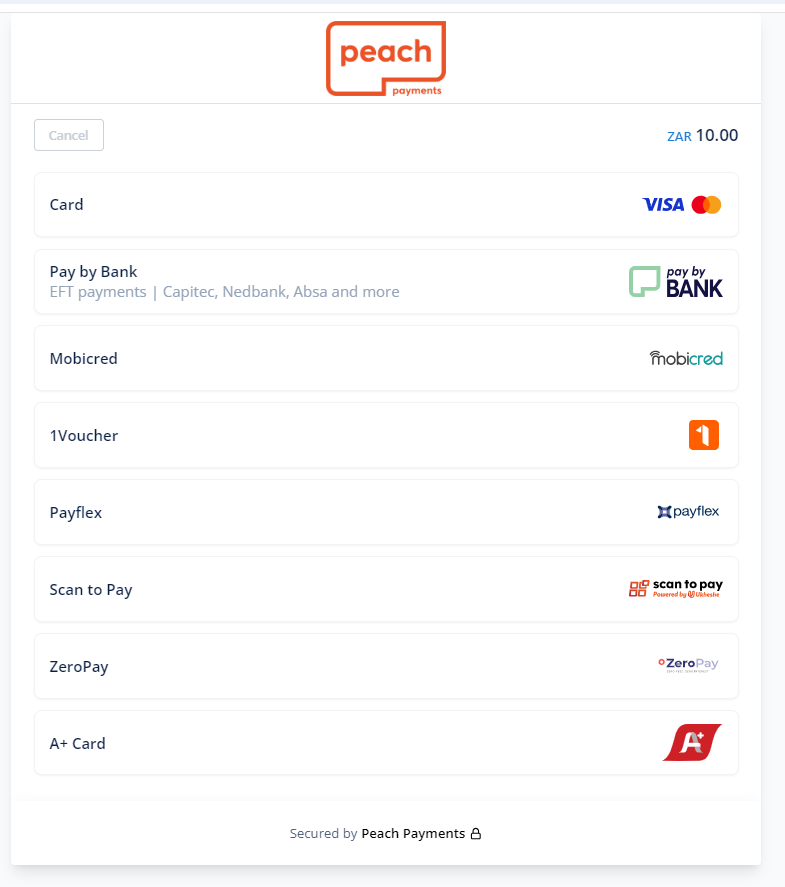 peach
payments
Cancel
ZAR 10.00
Card
VISA
Pay by Bank
EFT payments | Capitec, Nedbank, Absa and more
pay by
BANK
Mobicred
mobicred
1Voucher
1
Payflex
payflex
Scan to Pay
scan to pay
Powered by Ukheshe
ZeroPay
ZeroPay
A+ Card
A+
Secured by Peach Payments